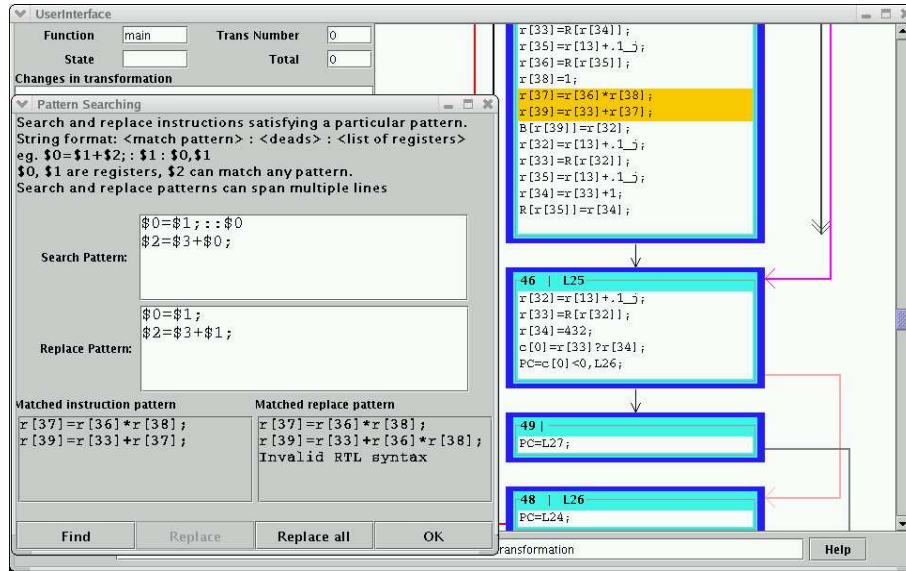 UserInterface
Function main Trans Number 0
State Total 0
Changes in transformation
Pattern Searching
Search and replace instructions satisfying a particular pattern.
String format: <match pattern> : <deads> : <list of registers>
eg. $0=$1+$2; : $1 : $0,$1
$0, $1 are registers, $2 can match any pattern.
Search and replace patterns can span multiple lines
Search Pattern:
$0=$1;::$0
$2=$3+$0;
Replace Pattern:
$0=$1;
$2=$3+$1;
Matched instruction pattern
r[37]=r[36]*r[38];
r[39]=r[33]+r[37];
Matched replace pattern
r[37]=r[36]*r[38];
r[39]=r[33]+r[36]*r[38];
Invalid RTL syntax
Find Replace Replace all OK
r[33]=R[r[34]];
r[35]=r[13]+.1_j;
r[36]=R[r[35]];
r[38]=1;
r[37]=r[36]*r[38];
r[39]=r[33]+r[37];
B[r[39]]=r[32];
r[32]=r[13]+.1_j;
r[33]=R[r[32]];
r[35]=r[13]+.1_j;
r[34]=r[33]+1;
R[r[35]]=r[34];
46 | L25
r[32]=r[13]+.1_j;
r[33]=R[r[32]];
r[34]=432;
c[0]=r[33]?r[34];
PC=c[0]<0,L26;
49 |
PC=L27;
48 | L26
PC=L24;
ransformation
Help